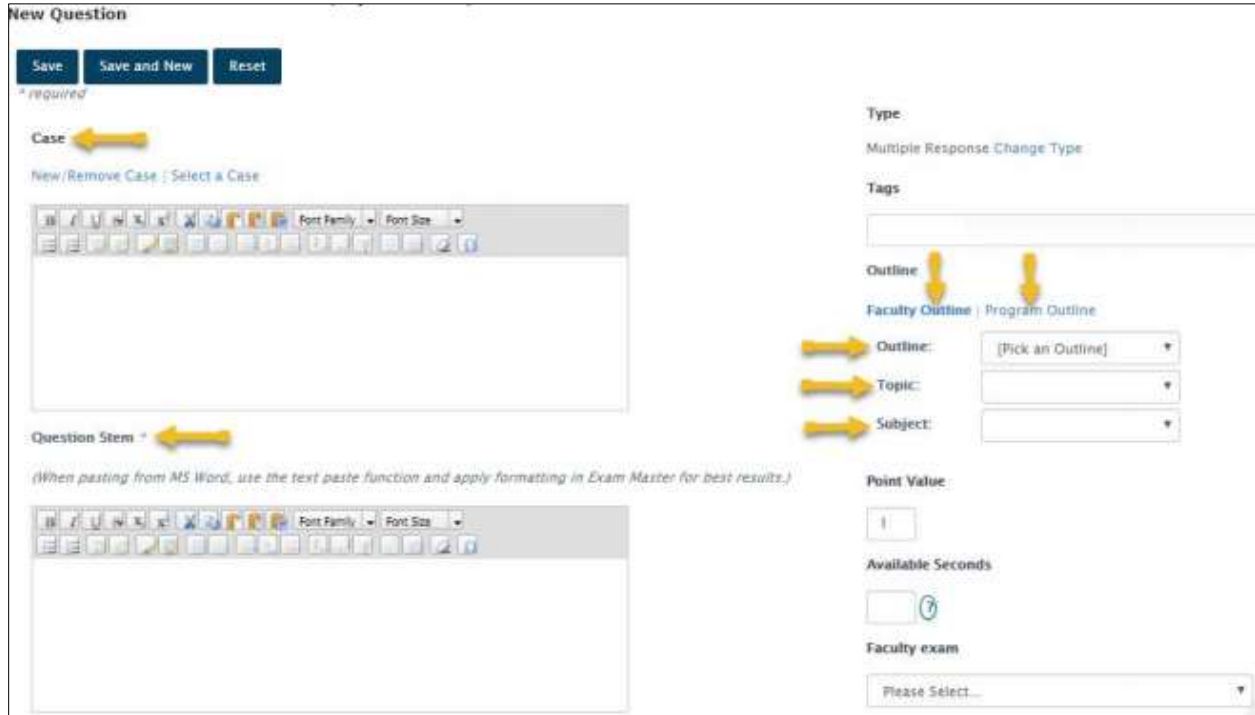 New Question
Save Save and New Reset
* required
Case
New/Remove Case | Select a Case
Font Family Font Size
Question Stem *
(When pasting from MS Word, use the text paste function and apply formatting in Exam Master for best results.)
Font Family Font Size
Type
Multiple Response Change Type
Tags
Outline
Faculty Outline | Program Outline
Outline: [Pick an Outline]
Topic:
Subject:
Point Value
1
Available Seconds
?
Faculty exam
Please Select...